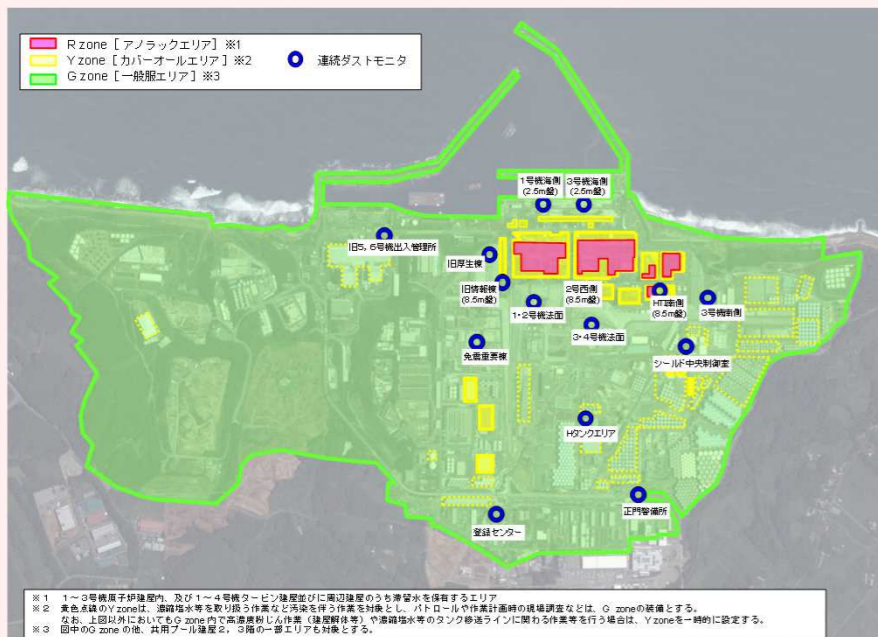 R zone [ アノラックエリア ] ※1
Y zone [ カバーオールエリア ] ※2
G zone [ 一般服エリア ] ※3
連続ダストモニタ
1号機海側
(2.5m盤)
3号機海側
(2.5m盤)
旧5,6号機出入管理所
旧厚生棟
旧情報棟
(8.5m盤)
1・2号機法面
2号西側
(8.5m盤)
3・4号機法面
HTI南側
(8.5m盤)
3号機南側
免震重要棟
シールド中央制御室
Hタンクエリア
登録センター
正門警備所
※1 1~3号機原子炉建屋内、及び1~4号機タービン建屋並びに周辺建屋のうち滞留水を保有するエリア
※2 黄色点線のY zoneは、濃縮塩水等を取り扱う作業など汚染を伴う作業を対象とし、パトロールや作業計画時の現場調査などは、G zoneの装備とする。
なお、上図以外においてもG zone内で高濃度粉じん作業(建屋解体等)や濃縮塩水等のタンク移送ラインに関わる作業等を行う場合は、Y zoneを一時的に設定する。
※3 図中のG zoneの他、共用プール建屋2,3階の一部エリアも対象とする。